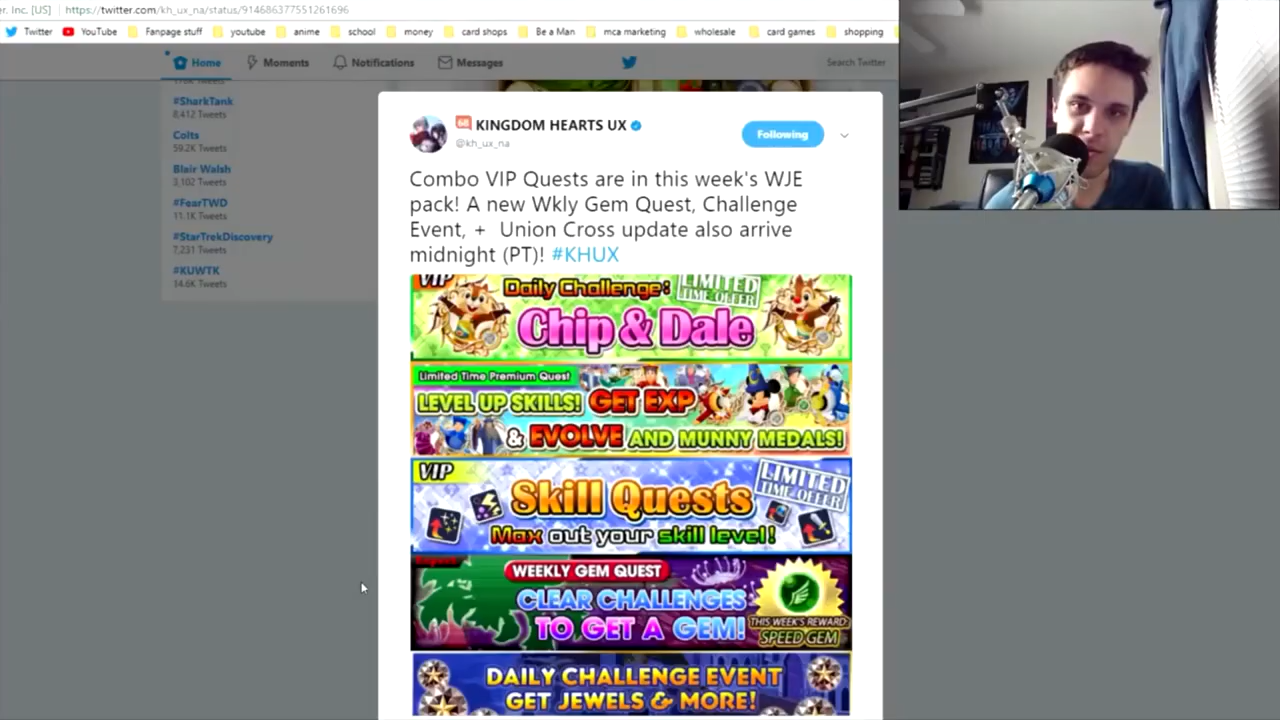 r. Inc. [US] https://twitter.com/kh_ux_na/status/914686377551261696
Twitter YouTube Fanpage stuff youtube anime school money card shops Be a Man mca marketing wholesale card games shopping
Home Moments Notifications Messages Search Twitter
#SharkTank
8,412 Tweets
Colts
59.2K Tweets
Blair Walsh
3,102 Tweets
#FearTWD
11.1K Tweets
#StarTrekDiscovery
7,231 Tweets
#KUWTK
34.6K Tweets
KINGDOM HEARTS UX
@kh_ux_na
Following
Combo VIP Quests are in this week's WJE
pack! A new Wkly Gem Quest, Challenge
Event, + Union Cross update also arrive
midnight (PT)! #KHUX
VIP Daily Challenge: LIMITED
TIME OFFER
Chip & Dale
Limited Time Premium Quest
LEVEL UP SKILLS! GET EXP
& EVOLVE AND MUNNY MEDALS!
VIP LIMITED
TIME OFFER
Skill Quests
Max out your skill level!
WEEKLY GEM QUEST
CLEAR CHALLENGES
TO GET A GEM!
THIS WEEK'S REWARD:
SPEED GEM
DAILY CHALLENGE EVENT
GET JEWELS & MORE!